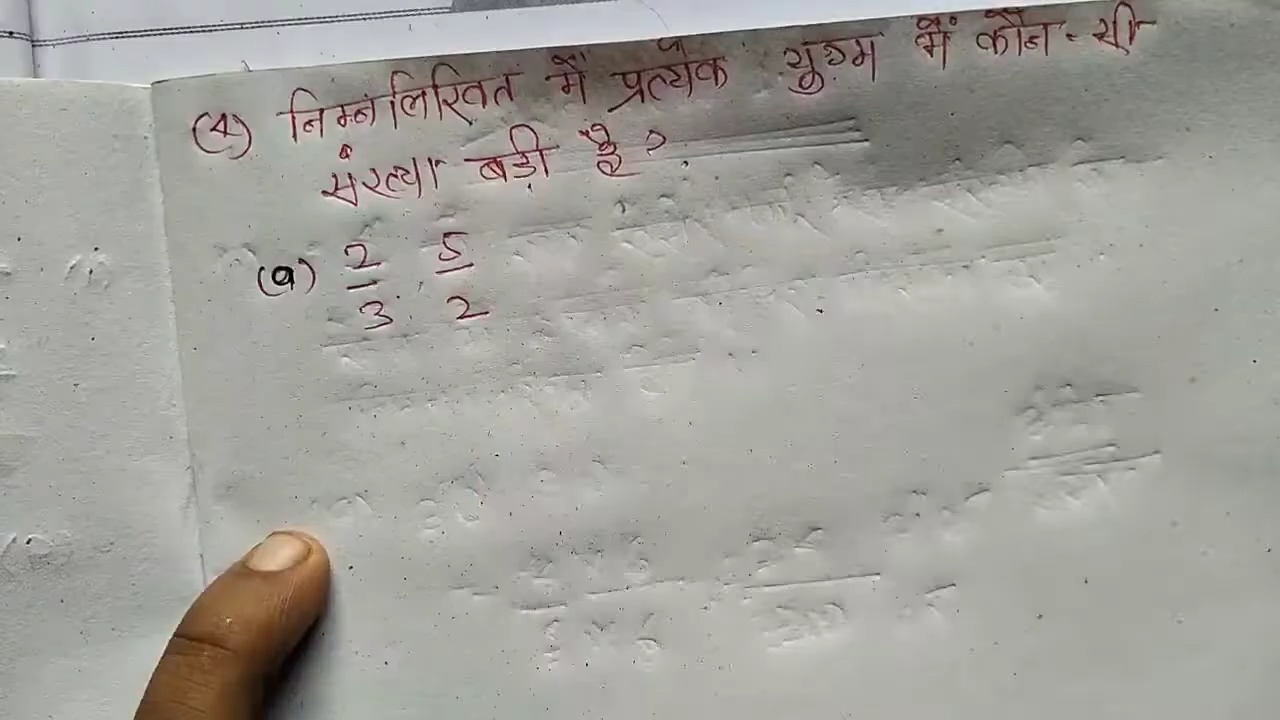 (4) निम्नलिखित में प्रत्येक युग्म में कौन-सी
संख्या बड़ी है?
(a) 2/3, 5/2